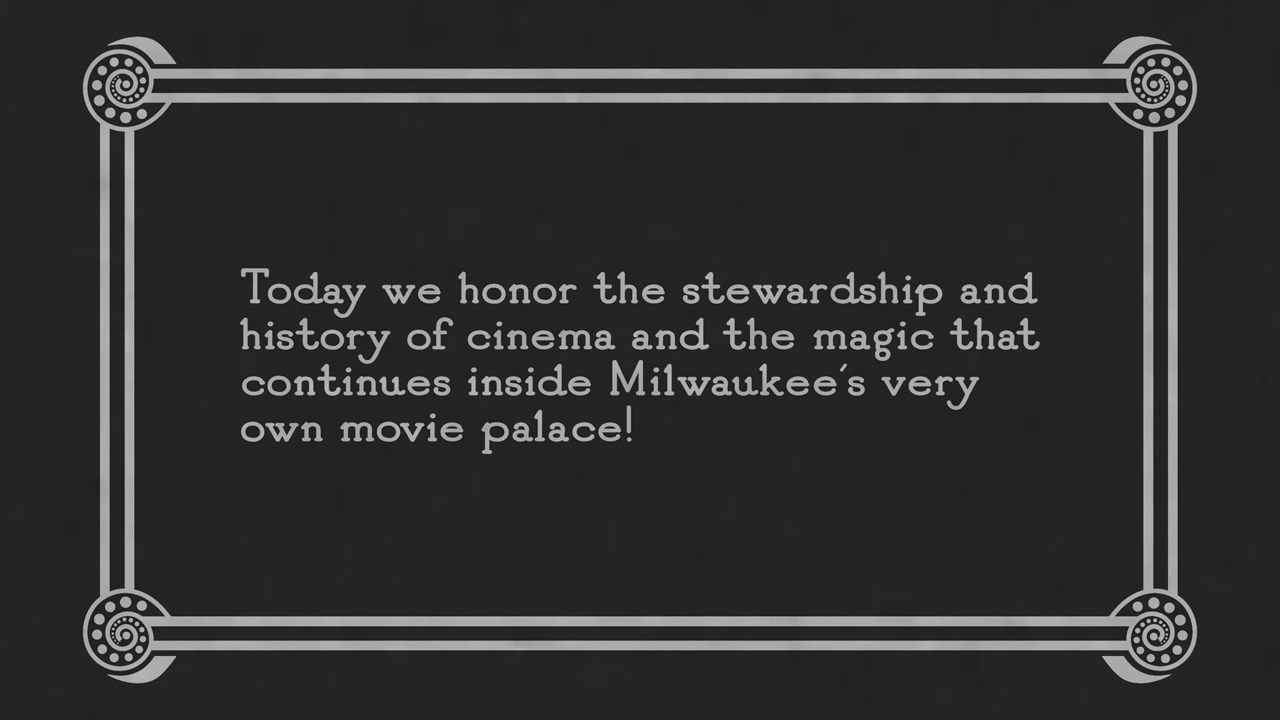 Today we honor the stewardship and
history of cinema and the magic that
continues inside Milwaukee's very
own movie palace!